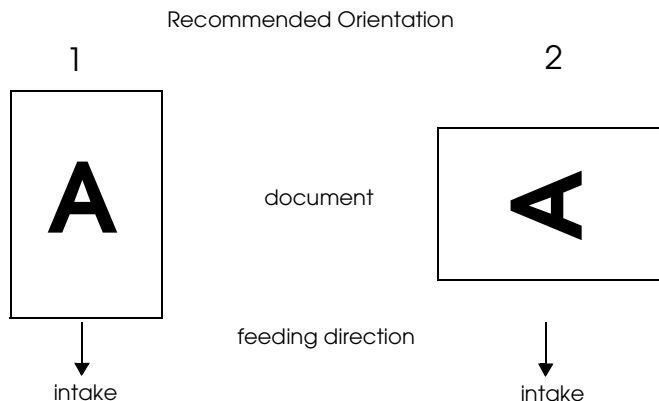 Recommended Orientation
1
2
A
document
A
feeding direction
intake
intake